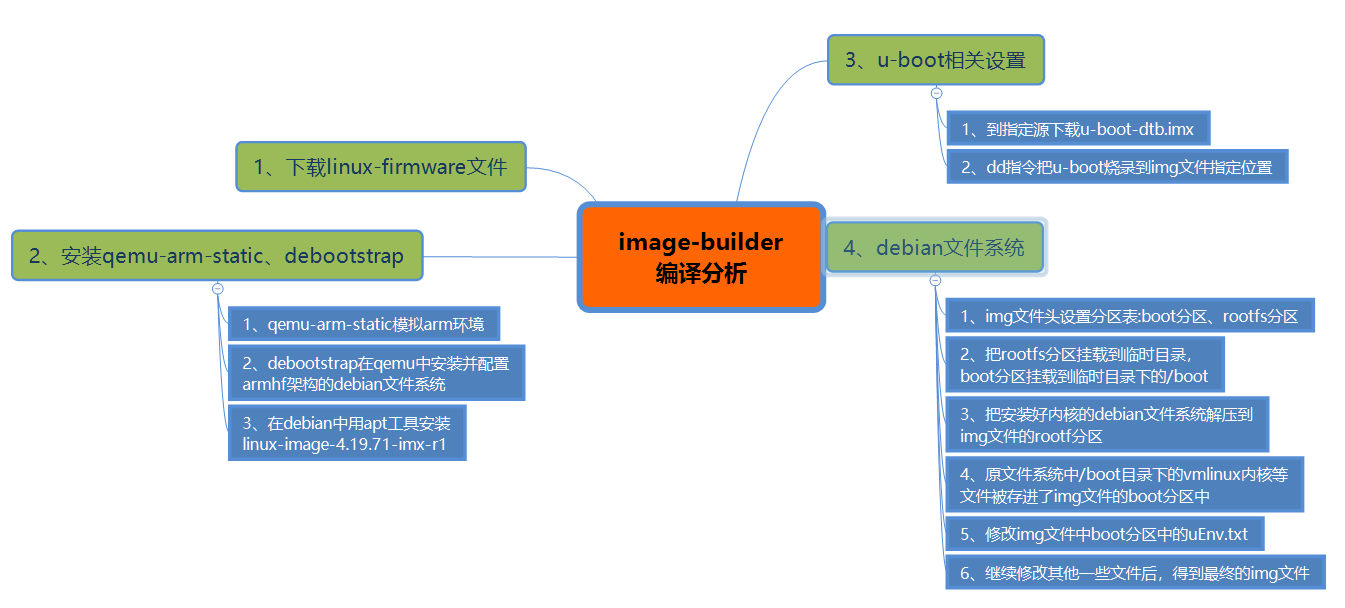 image-builder
编译分析
1、下载linux-firmware文件
2、安装qemu-arm-static、debootstrap
1、qemu-arm-static模拟arm环境
2、debootstrap在qemu中安装并配置
armhf架构的debian文件系统
3、在debian中用apt工具安装
linux-image-4.19.71-imx-r1
3、u-boot相关设置
1、到指定源下载u-boot-dtb.imx
2、dd指令把u-boot烧录到img文件指定位置
4、debian文件系统
1、img文件头设置分区表:boot分区、rootfs分区
2、把rootfs分区挂载到临时目录，
boot分区挂载到临时目录下的/boot
3、把安装好内核的debian文件系统解压到
img文件的rootf分区
4、原文件系统中/boot目录下的vmlinux内核等
文件被存进了img文件的boot分区中
5、修改img文件中boot分区中的uEnv.txt
6、继续修改其他一些文件后，得到最终的img文件